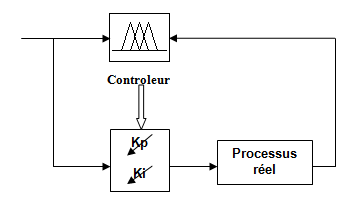 Controleur
Kp
Ki
Processus
réel